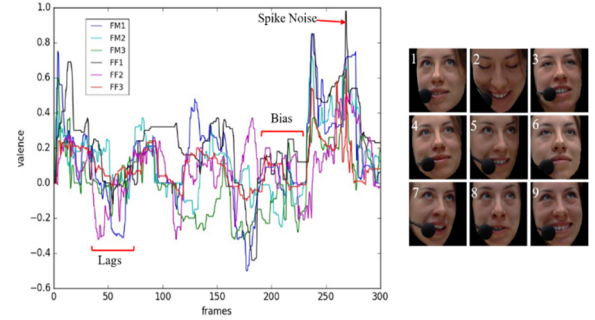 Spike Noise
FM1
FM2
FM3
FF1
FF2
FF3
Bias
Lags
valence
1.0
0.8
0.6
0.4
0.2
0.0
−0.2
−0.4
−0.6
0 50 100 150 200 250 300
frames
1 2 3
4 5 6
7 8 9